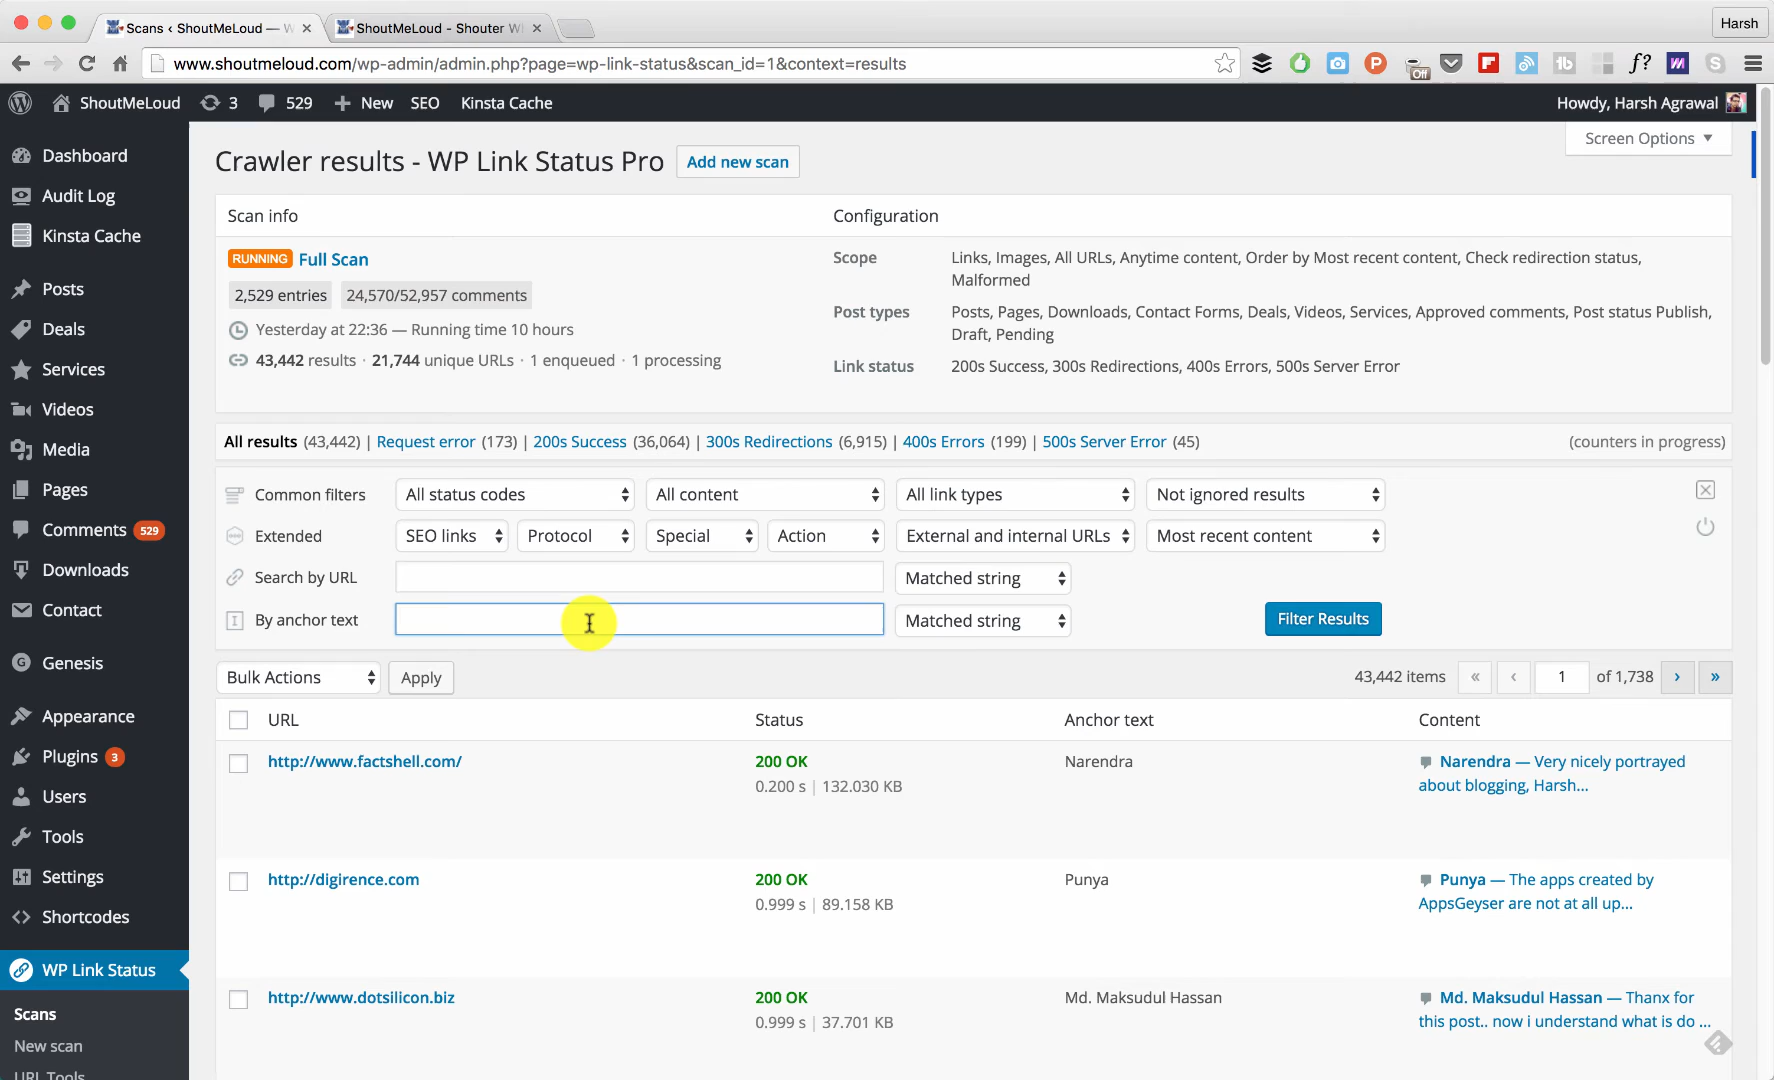 Scans ‹ ShoutMeLoud — W
ShoutMeLoud - Shouter W
Harsh
www.shoutmeloud.com/wp-admin/admin.php?page=wp-link-status&scan_id=1&context=results
Off
ShoutMeLoud 3 529 New SEO Kinsta Cache
Howdy, Harsh Agrawal
Screen Options
Dashboard
Audit Log
Kinsta Cache
Posts
Deals
Services
Videos
Media
Pages
Comments 529
Downloads
Contact
Genesis
Appearance
Plugins 3
Users
Tools
Settings
Shortcodes
WP Link Status
Scans
New scan
URL Tools
Crawler results - WP Link Status Pro
Add new scan
Scan info
RUNNING Full Scan
2,529 entries 24,570/52,957 comments
Yesterday at 22:36 — Running time 10 hours
43,442 results · 21,744 unique URLs · 1 enqueued · 1 processing
Configuration
Scope Links, Images, All URLs, Anytime content, Order by Most recent content, Check redirection status,
Malformed
Post types Posts, Pages, Downloads, Contact Forms, Deals, Videos, Services, Approved comments, Post status Publish,
Draft, Pending
Link status 200s Success, 300s Redirections, 400s Errors, 500s Server Error
All results (43,442) | Request error (173) | 200s Success (36,064) | 300s Redirections (6,915) | 400s Errors (199) | 500s Server Error (45)
(counters in progress)
Common filters All status codes All content All link types Not ignored results
Extended SEO links Protocol Special Action External and internal URLs Most recent content
Search by URL Matched string
By anchor text Matched string Filter Results
Bulk Actions Apply
43,442 items « ‹ 1 of 1,738 › »
URL Status Anchor text Content
http://www.factshell.com/ 200 OK Narendra Narendra — Very nicely portrayed
0.200 s | 132.030 KB about blogging, Harsh...
http://digirence.com 200 OK Punya Punya — The apps created by
0.999 s | 89.158 KB AppsGeyser are not at all up...
http://www.dotsilicon.biz 200 OK Md. Maksudul Hassan Md. Maksudul Hassan — Thanx for
0.999 s | 37.701 KB this post.. now i understand what is do ...